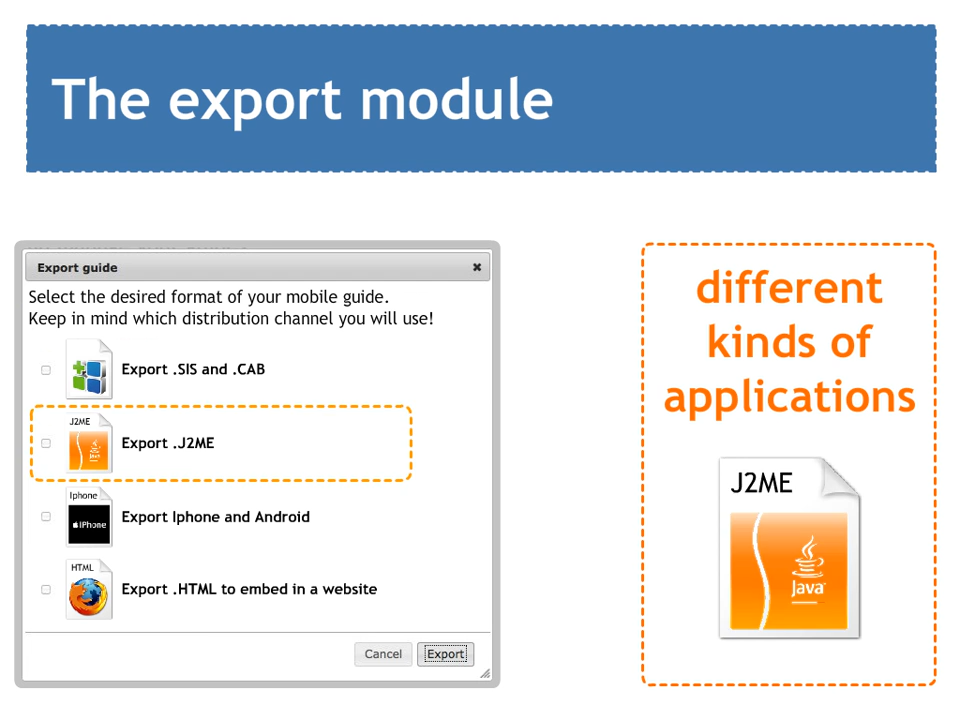 The export module
Export guide
Select the desired format of your mobile guide.
Keep in mind which distribution channel you will use!
Export .SIS and .CAB
J2ME
Export .J2ME
Iphone
iPhone
Export Iphone and Android
HTML
Export .HTML to embed in a website
Cancel
Export
different
kinds of
applications
J2ME
Java